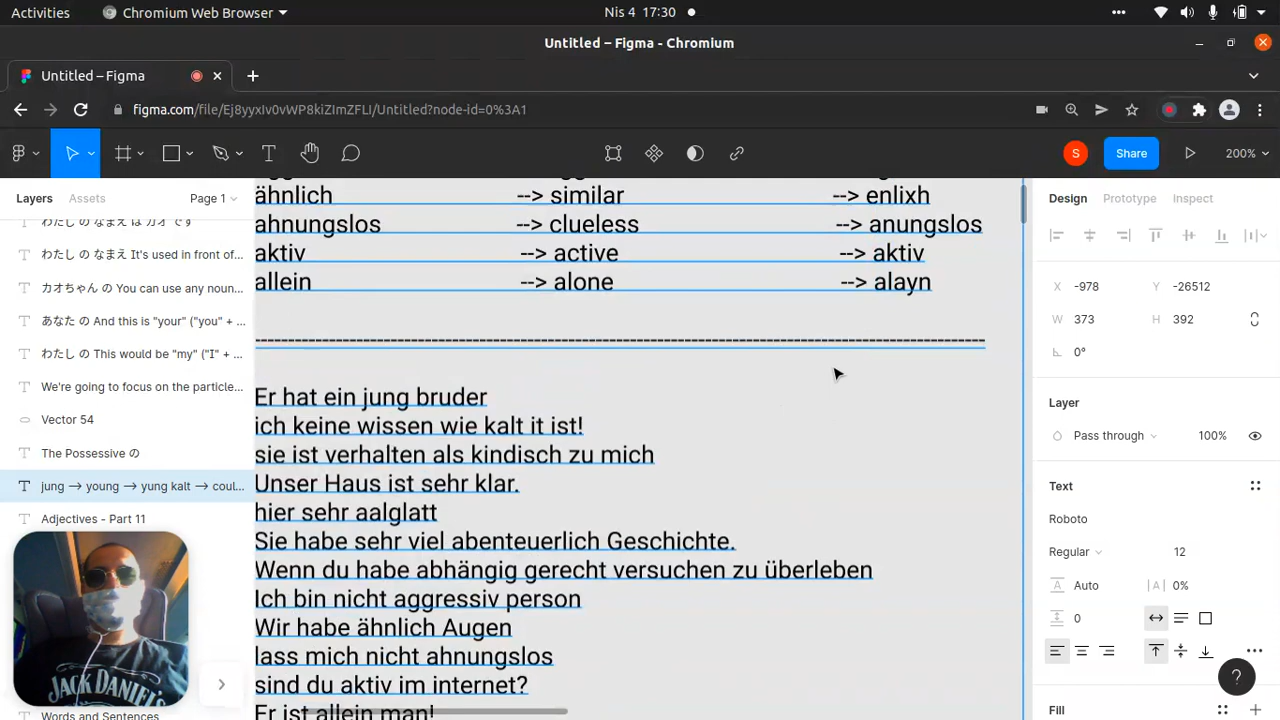 Activities
Chromium Web Browser
Nis 4 17:30
Untitled – Figma - Chromium
Untitled – Figma
figma.com/file/Ej8yyxIv0vWP8kiZImZFLI/Untitled?node-id=0%3A1
S
Share
200%
Layers
Assets
Page 1
わたし の なまえ は カオ です
わたし の なまえ It's used in front of...
カオちゃん の You can use any noun...
あなた の And this is "your" ("you" + ...
わたし の This would be "my" ("I" + ...
We're going to focus on the particle...
Vector 54
The Possessive の
jung --> young --> yung kalt --> coul...
Adjectives - Part 11
Words and Sentences
JACK DANIEL'S
ähnlich --> similar --> enlixh
ahnungslos --> clueless --> anungslos
aktiv --> active --> aktiv
allein --> alone --> alayn
Er hat ein jung bruder
ich keine wissen wie kalt it ist!
sie ist verhalten als kindisch zu mich
Unser Haus ist sehr klar.
hier sehr aalglatt
Sie habe sehr viel abenteuerlich Geschichte.
Wenn du habe abhängig gerecht versuchen zu überleben
Ich bin nicht aggressiv person
Wir habe ähnlich Augen
lass mich nicht ahnungslos
sind du aktiv im internet?
Er ist allein man!
Design
Prototype
Inspect
X -978
Y -26512
W 373
H 392
0°
Layer
Pass through
100%
Text
Roboto
Regular
12
A Auto
|A| 0%
0
?
Fill